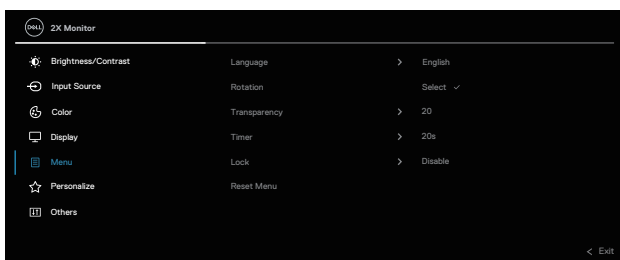 DELL 2X Monitor
Brightness/Contrast Language > English
Input Source Rotation Select ✓
Color Transparency > 20
Display Timer > 20s
Menu Lock > Disable
Personalize Reset Menu
Others
< Exit